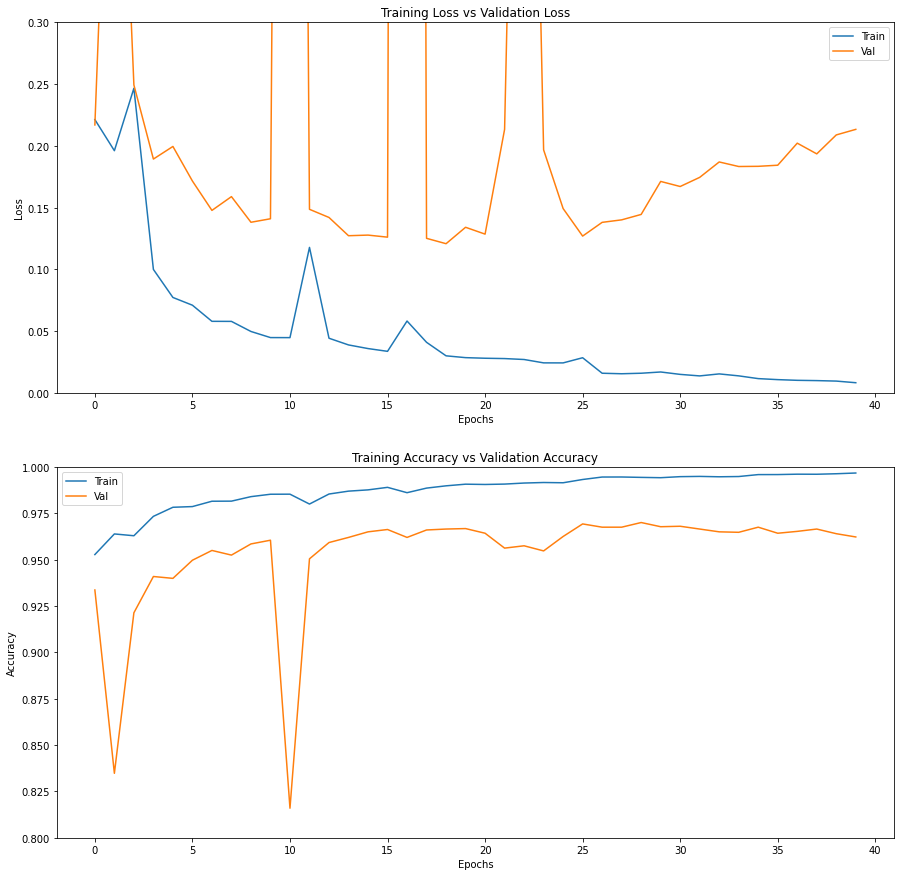 Training Loss vs Validation Loss
0.30
0.25
0.20
0.15
0.10
0.05
0.00
Loss
Train
Val
0 5 10 15 20 25 30 35 40
Epochs
Training Accuracy vs Validation Accuracy
1.000
0.975
0.950
0.925
0.900
0.875
0.850
0.825
0.800
Accuracy
Train
Val
0 5 10 15 20 25 30 35 40
Epochs